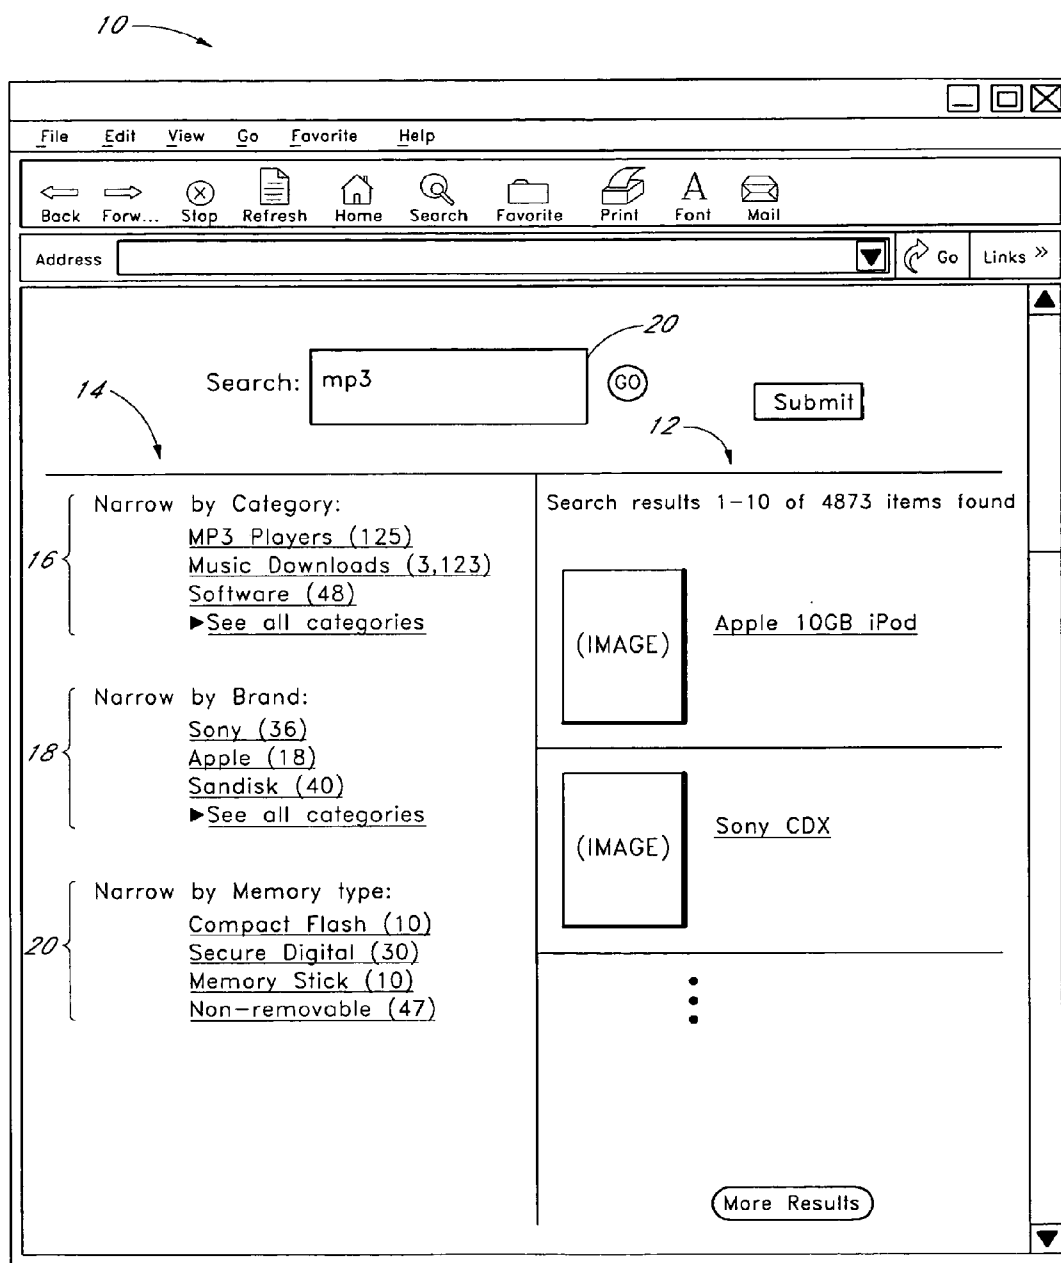 10
File Edit View Go Favorite Help
Back Forw... Stop Refresh Home Search Favorite Print Font Mail
Address Go Links »
20
Search: mp3 GO Submit
14
12
Narrow by Category:
MP3 Players (125)
Music Downloads (3,123)
Software (48)
▶See all categories
16
Narrow by Brand:
Sony (36)
Apple (18)
Sandisk (40)
▶See all categories
18
Narrow by Memory type:
Compact Flash (10)
Secure Digital (30)
Memory Stick (10)
Non-removable (47)
20
Search results 1-10 of 4873 items found
(IMAGE) Apple 10GB iPod
(IMAGE) Sony CDX
More Results